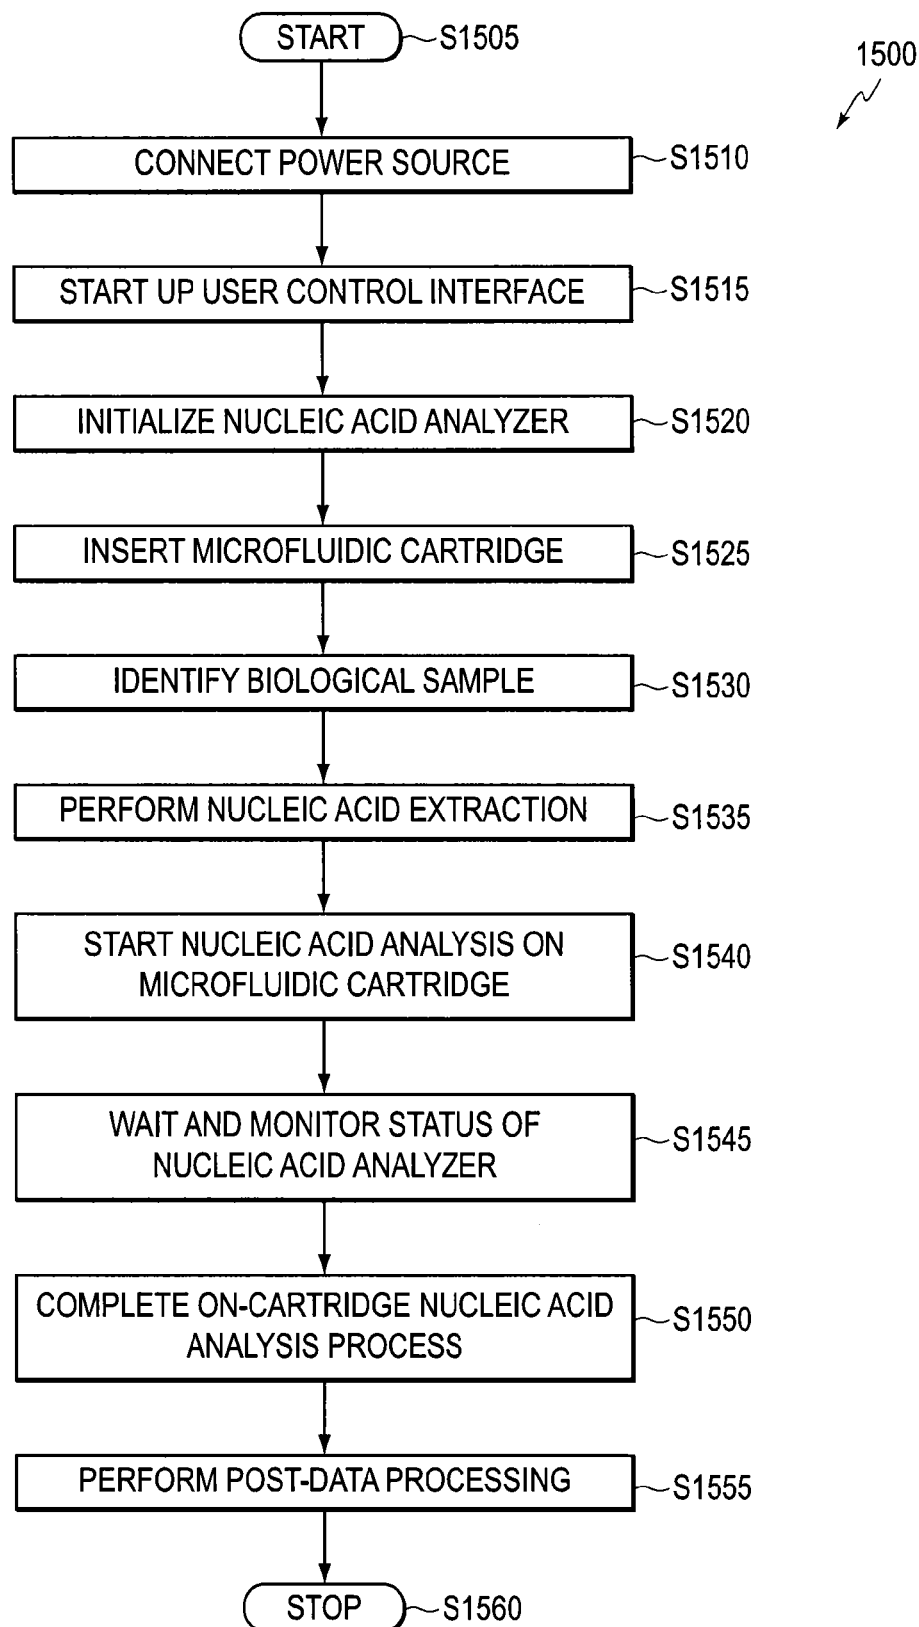 START
S1505
1500
CONNECT POWER SOURCE
S1510
START UP USER CONTROL INTERFACE
S1515
INITIALIZE NUCLEIC ACID ANALYZER
S1520
INSERT MICROFLUIDIC CARTRIDGE
S1525
IDENTIFY BIOLOGICAL SAMPLE
S1530
PERFORM NUCLEIC ACID EXTRACTION
S1535
START NUCLEIC ACID ANALYSIS ON
MICROFLUIDIC CARTRIDGE
S1540
WAIT AND MONITOR STATUS OF
NUCLEIC ACID ANALYZER
S1545
COMPLETE ON-CARTRIDGE NUCLEIC ACID
ANALYSIS PROCESS
S1550
PERFORM POST-DATA PROCESSING
S1555
STOP
S1560